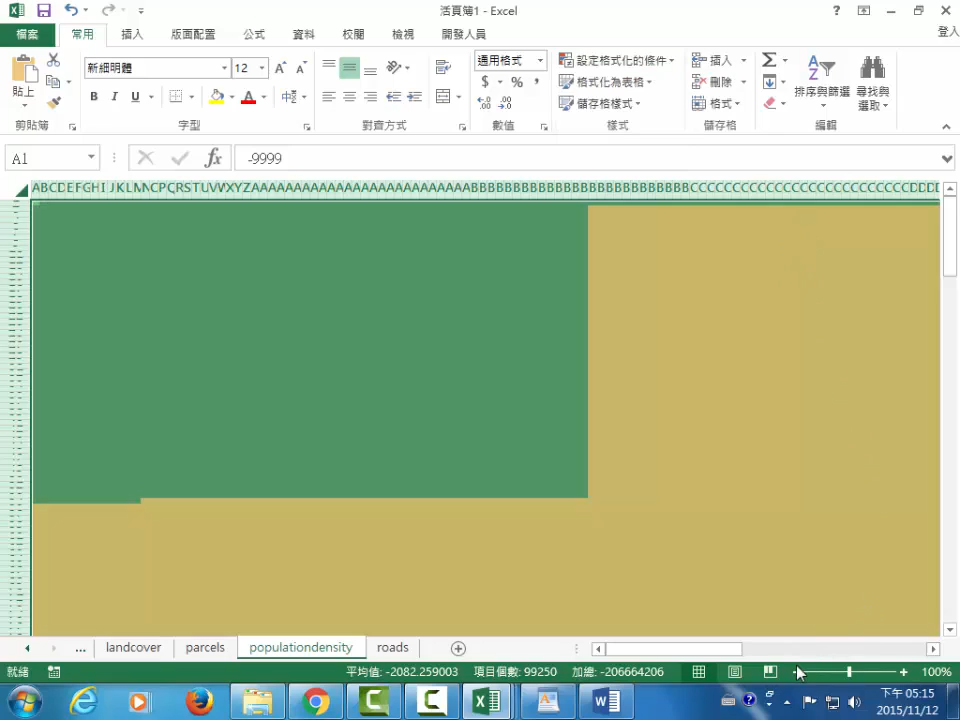 活頁簿1 - Excel
檔案 常用 插入 版面配置 公式 資料 校閱 檢視 開發人員 登入
新細明體 12 通用格式 設定格式化的條件 插入
貼上 格式化為表格 刪除 排序與篩選 尋找與
B I U $ % , 儲存格樣式 格式 選取
剪貼簿 字型 對齊方式 數值 樣式 儲存格 編輯
A1 fx -9999
... landcover parcels populationdensity roads
就緒 平均值: -2082.259003 項目個數: 99250 加總: -206664206 100%
下午 05:15
2015/11/12